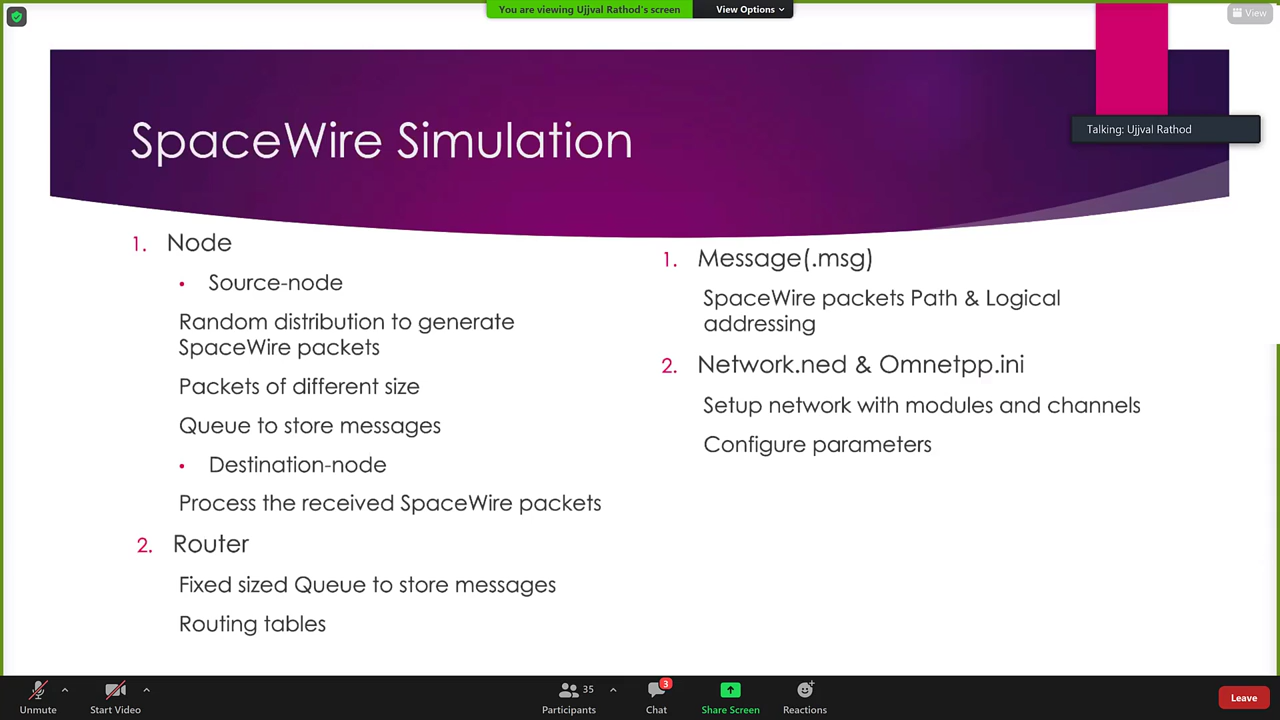 You are viewing Ujjval Rathod's screen
View Options
View
Talking: Ujjval Rathod
SpaceWire Simulation
1. Node
• Source-node
Random distribution to generate
SpaceWire packets
Packets of different size
Queue to store messages
• Destination-node
Process the received SpaceWire packets
2. Router
Fixed sized Queue to store messages
Routing tables
1. Message(.msg)
SpaceWire packets Path & Logical
addressing
2. Network.ned & Omnetpp.ini
Setup network with modules and channels
Configure parameters
Unmute
Start Video
35
Participants
3
Chat
Share Screen
Reactions
Leave